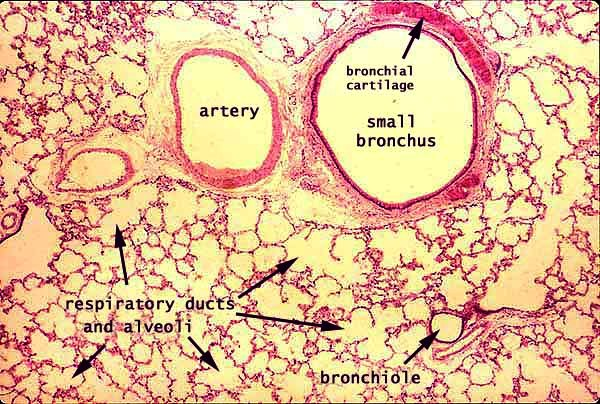 bronchial
cartilage
artery
small
bronchus
respiratory ducts
and alveoli
bronchiole